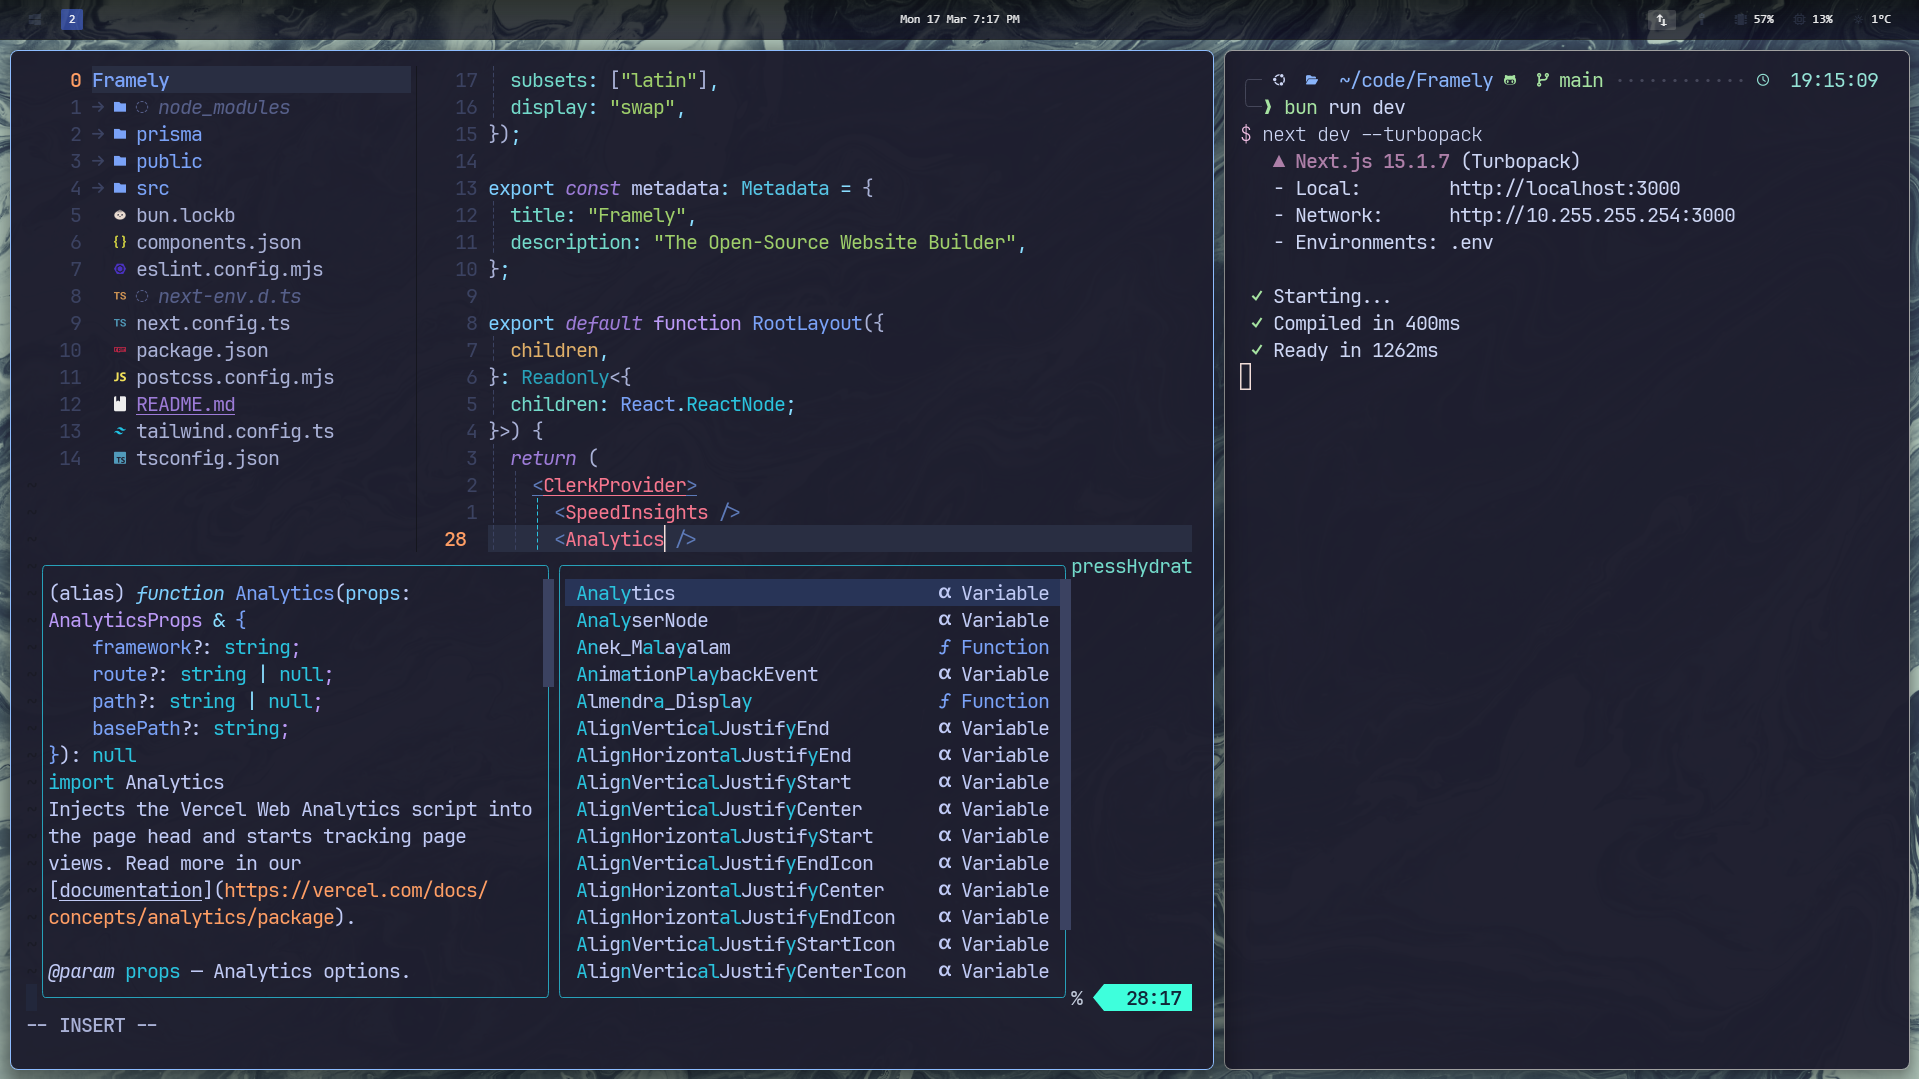 2
Mon 17 Mar 7:17 PM
57%
13%
1°C
0 Framely
1 node_modules
2 prisma
3 public
4 src
5 bun.lockb
6 {} components.json
7 eslint.config.mjs
8 TS next-env.d.ts
9 TS next.config.ts
10 package.json
11 JS postcss.config.mjs
12 README.md
13 tailwind.config.ts
14 TS tsconfig.json
17 subsets: ["latin"],
16 display: "swap",
15 });
14
13 export const metadata: Metadata = {
12 title: "Framely",
11 description: "The Open-Source Website Builder",
10 };
9
8 export default function RootLayout({
7 children,
6 }: Readonly<{
5 children: React.ReactNode;
4 }>) {
3 return (
2 <ClerkProvider>
1 <SpeedInsights />
28 <Analytics />
pressHydrat
(alias) function Analytics(props:
AnalyticsProps & {
framework?: string;
route?: string | null;
path?: string | null;
basePath?: string;
}): null
import Analytics
Injects the Vercel Web Analytics script into
the page head and starts tracking page
views. Read more in our
[documentation](https://vercel.com/docs/
concepts/analytics/package).
@param props — Analytics options.
Analytics α Variable
AnalyserNode α Variable
Anek_Malayalam ƒ Function
AnimationPlaybackEvent α Variable
Almendra_Display ƒ Function
AlignVerticalJustifyEnd α Variable
AlignHorizontalJustifyEnd α Variable
AlignVerticalJustifyStart α Variable
AlignVerticalJustifyCenter α Variable
AlignHorizontalJustifyStart α Variable
AlignVerticalJustifyEndIcon α Variable
AlignHorizontalJustifyCenter α Variable
AlignHorizontalJustifyEndIcon α Variable
AlignVerticalJustifyStartIcon α Variable
AlignVerticalJustifyCenterIcon α Variable
% 28:17
-- INSERT --
~/code/Framely main ············ 19:15:09
❱ bun run dev
$ next dev --turbopack
▲ Next.js 15.1.7 (Turbopack)
- Local: http://localhost:3000
- Network: http://10.255.255.254:3000
- Environments: .env
✓ Starting...
✓ Compiled in 400ms
✓ Ready in 1262ms